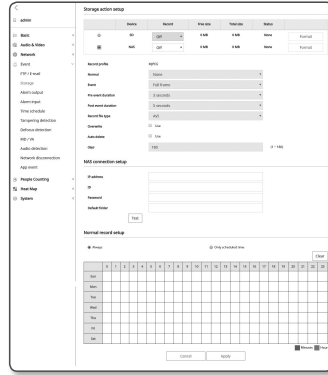 admin
Basic
Audio & Video
Network
Event
FTP / E-mail
Storage
Alarm output
Alarm input
Time schedule
Tampering detection
Defocus detection
MD / IVA
Audio detection
Network disconnection
App event
People Counting
Heat Map
System
Storage action setup
Device Record Free size Total size Status
SD Off 0 MB 0 MB None Format
NAS Off 0 MB 0 MB None Format
Record profile MJPEG
Normal None
Event Full frame
Pre event duration 5 seconds
Post event duration 5 seconds
Record file type AVI
Overwrite Use
Auto delete Use
Days 180 (1 ~ 180)
NAS connection setup
IP address
ID
Password
Default folder
Test
Normal record setup
Always Only scheduled time
Clear
0 1 2 3 4 5 6 7 8 9 10 11 12 13 14 15 16 17 18 19 20 21 22 23
Sun
Mon
Tue
Wed
Thu
Fri
Sat
Minutes Hour
Cancel Apply